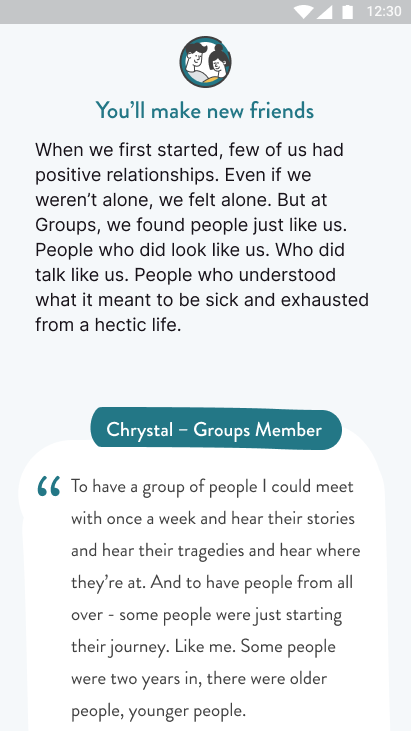 12:30
You'll make new friends
When we first started, few of us had
positive relationships. Even if we
weren't alone, we felt alone. But at
Groups, we found people just like us.
People who did look like us. Who did
talk like us. People who understood
what it meant to be sick and exhausted
from a hectic life.
Chrystal – Groups Member
“ To have a group of people I could meet
with once a week and hear their stories
and hear their tragedies and hear where
they're at. And to have people from all
over - some people were just starting
their journey. Like me. Some people
were two years in, there were older
people, younger people.